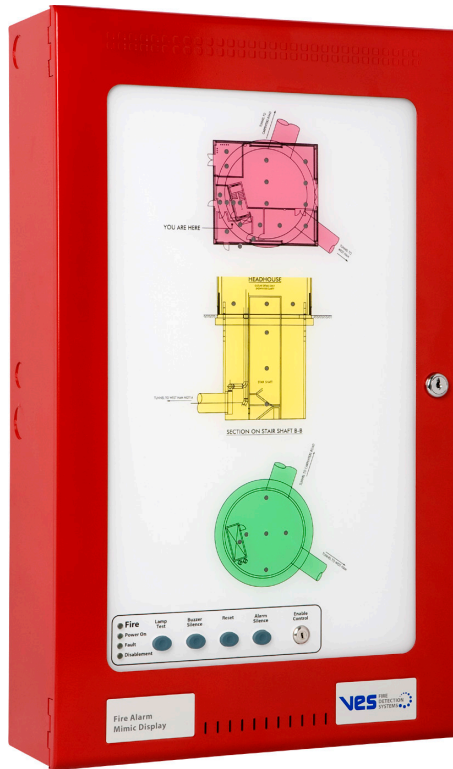 YOU ARE HERE
HEADHOUSE
SECTION ON STAIR SHAFT B-B
Fire
Power On
Fault
Disablement
Lamp Test
Buzzer Silence
Reset
Alarm Silence
Enable Control
Fire Alarm
Mimic Display
VES FIRE DETECTION SYSTEMS